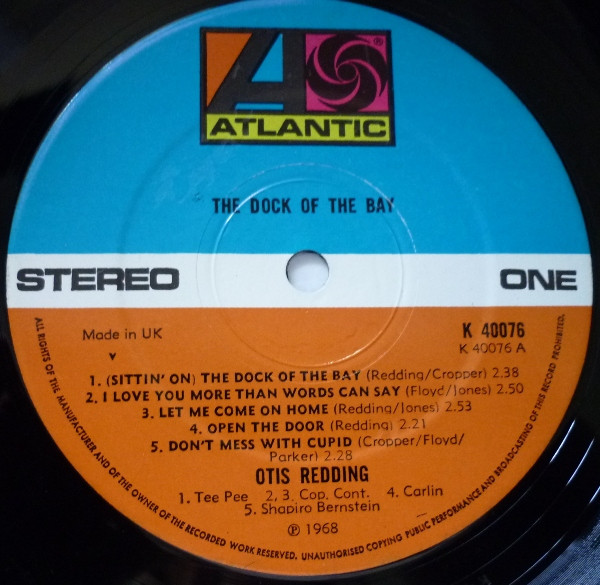 ATLANTIC
®
THE DOCK OF THE BAY
STEREO ONE
Made in UK
K 40076
K 40076 A
1. (SITTIN' ON) THE DOCK OF THE BAY (Redding/Cropper) 2.38
2. I LOVE YOU MORE THAN WORDS CAN SAY (Floyd/Jones) 2.50
3. LET ME COME ON HOME (Redding/Jones) 2.53
4. OPEN THE DOOR (Redding) 2.21
5. DON'T MESS WITH CUPID (Cropper/Floyd/
Parker) 2.28
OTIS REDDING
1. Tee Pee 2, 3. Cop. Cont. 4. Carlin
5. Shapiro Bernstein
℗ 1968
ALL RIGHTS OF THE MANUFACTURER AND OF THE OWNER OF THE RECORDED WORK RESERVED. UNAUTHORISED COPYING PUBLIC PERFORMANCE AND BROADCASTING OF THIS RECORD PROHIBITED.